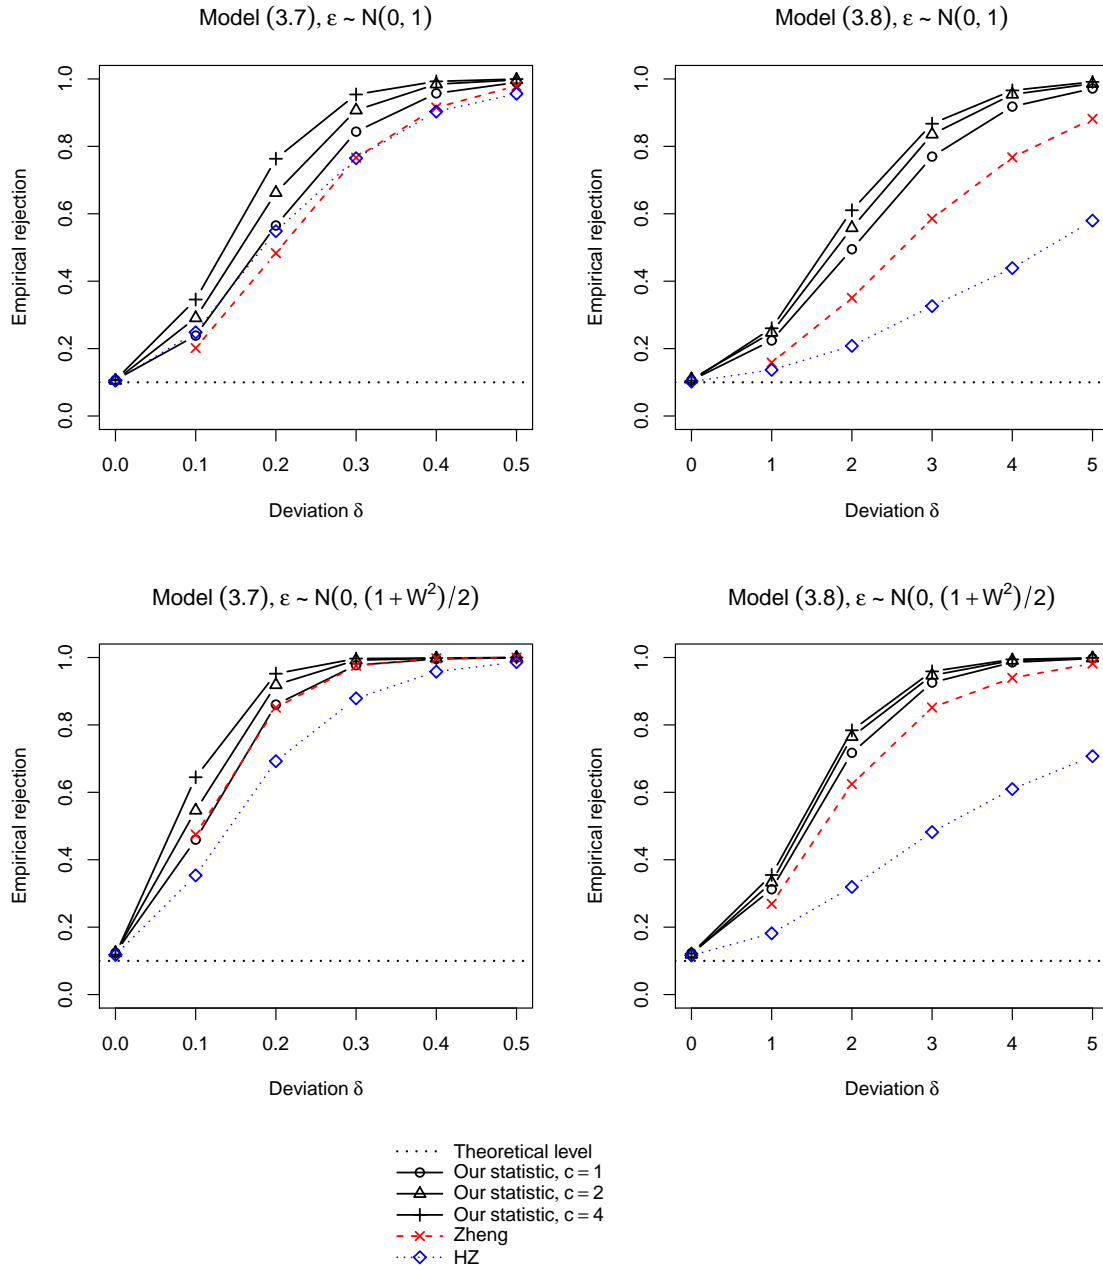 Model (3.7), ε ~ N(0, 1)
Empirical rejection
1.0
0.8
0.6
0.4
0.2
0.0
0.0 0.1 0.2 0.3 0.4 0.5
Deviation δ
Model (3.8), ε ~ N(0, 1)
Empirical rejection
1.0
0.8
0.6
0.4
0.2
0.0
0 1 2 3 4 5
Deviation δ
Model (3.7), ε ~ N(0, (1 + W²)/2)
Empirical rejection
1.0
0.8
0.6
0.4
0.2
0.0
0.0 0.1 0.2 0.3 0.4 0.5
Deviation δ
Model (3.8), ε ~ N(0, (1 + W²)/2)
Empirical rejection
1.0
0.8
0.6
0.4
0.2
0.0
0 1 2 3 4 5
Deviation δ
Theoretical level
Our statistic, c = 1
Our statistic, c = 2
Our statistic, c = 4
Zheng
HZ